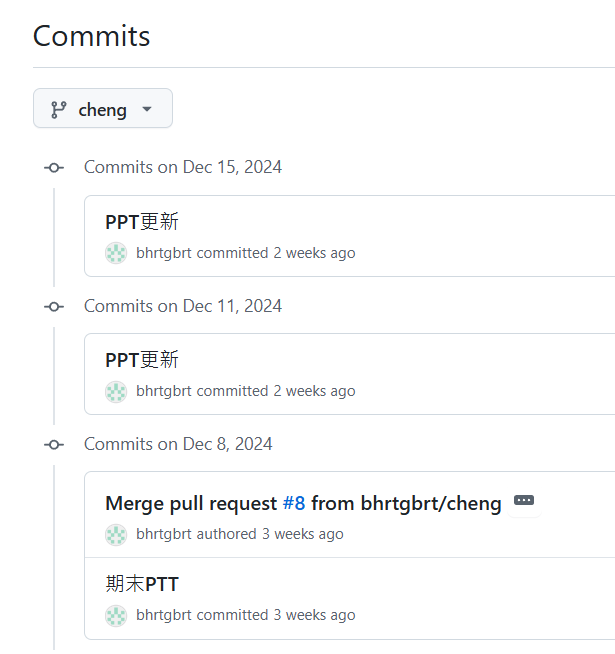 Commits
cheng
Commits on Dec 15, 2024
PPT更新
bhrtgbrt committed 2 weeks ago
Commits on Dec 11, 2024
PPT更新
bhrtgbrt committed 2 weeks ago
Commits on Dec 8, 2024
Merge pull request #8 from bhrtgbrt/cheng
bhrtgbrt authored 3 weeks ago
期末PTT
bhrtgbrt committed 3 weeks ago